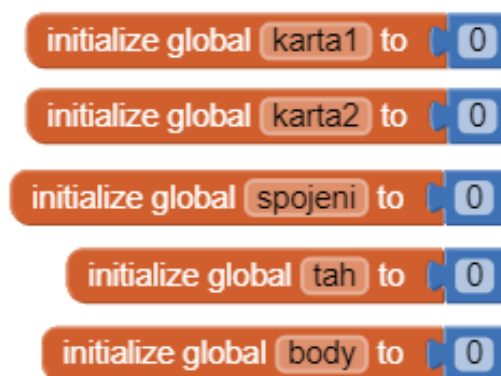 initialize global karta1 to 0
initialize global karta2 to 0
initialize global spojeni to 0
initialize global tah to 0
initialize global body to 0